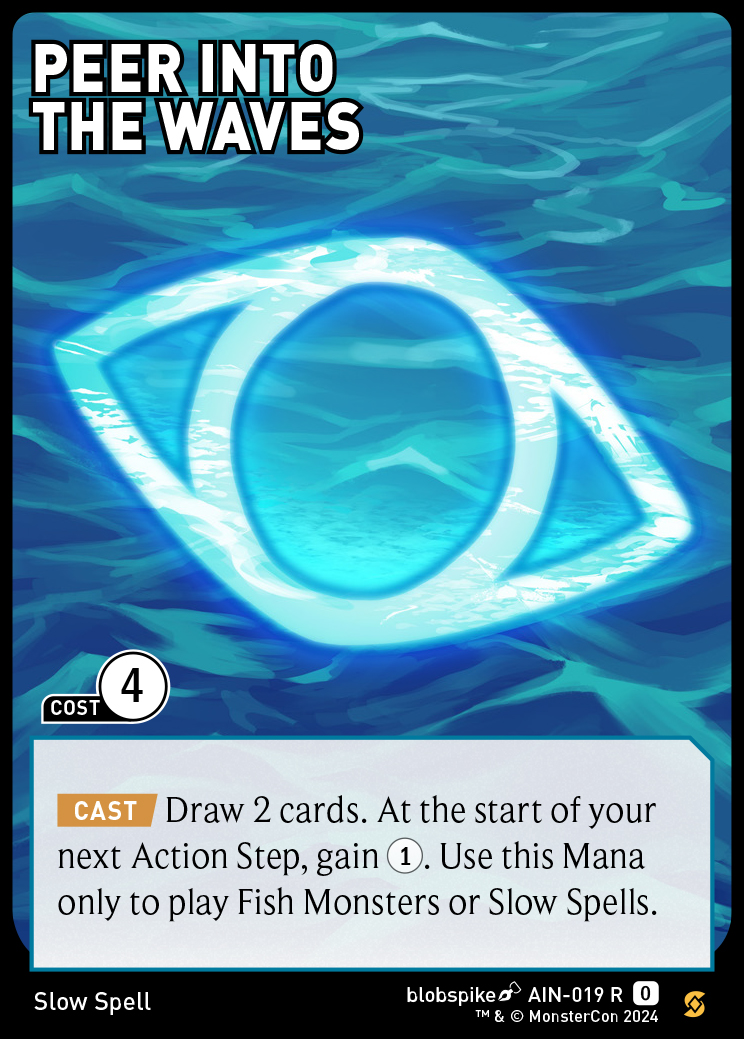 PEER INTO
THE WAVES
COST 4
CAST Draw 2 cards. At the start of your
next Action Step, gain 1. Use this Mana
only to play Fish Monsters or Slow Spells.
Slow Spell
blobspike AIN-019 R 0
™ & © MonsterCon 2024